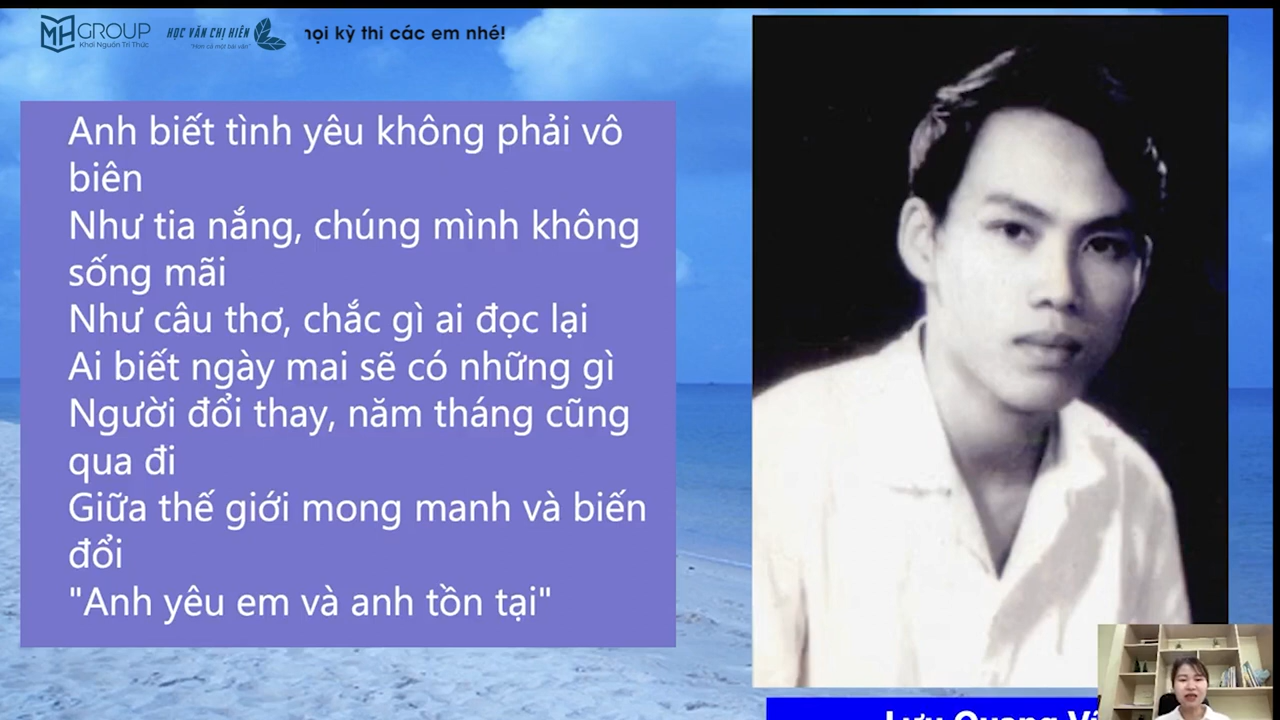 MH GROUP
Khơi Nguồn Tri Thức
HỌC VĂN CHỊ HIÊN
"Hơn cả một bài văn"
kỳ thi các em nhé!
Anh biết tình yêu không phải vô
biên
Như tia nắng, chúng mình không
sống mãi
Như câu thơ, chắc gì ai đọc lại
Ai biết ngày mai sẽ có những gì
Người đổi thay, năm tháng cũng
qua đi
Giữa thế giới mong manh và biến
đổi
"Anh yêu em và anh tồn tại"
Lưu Quang